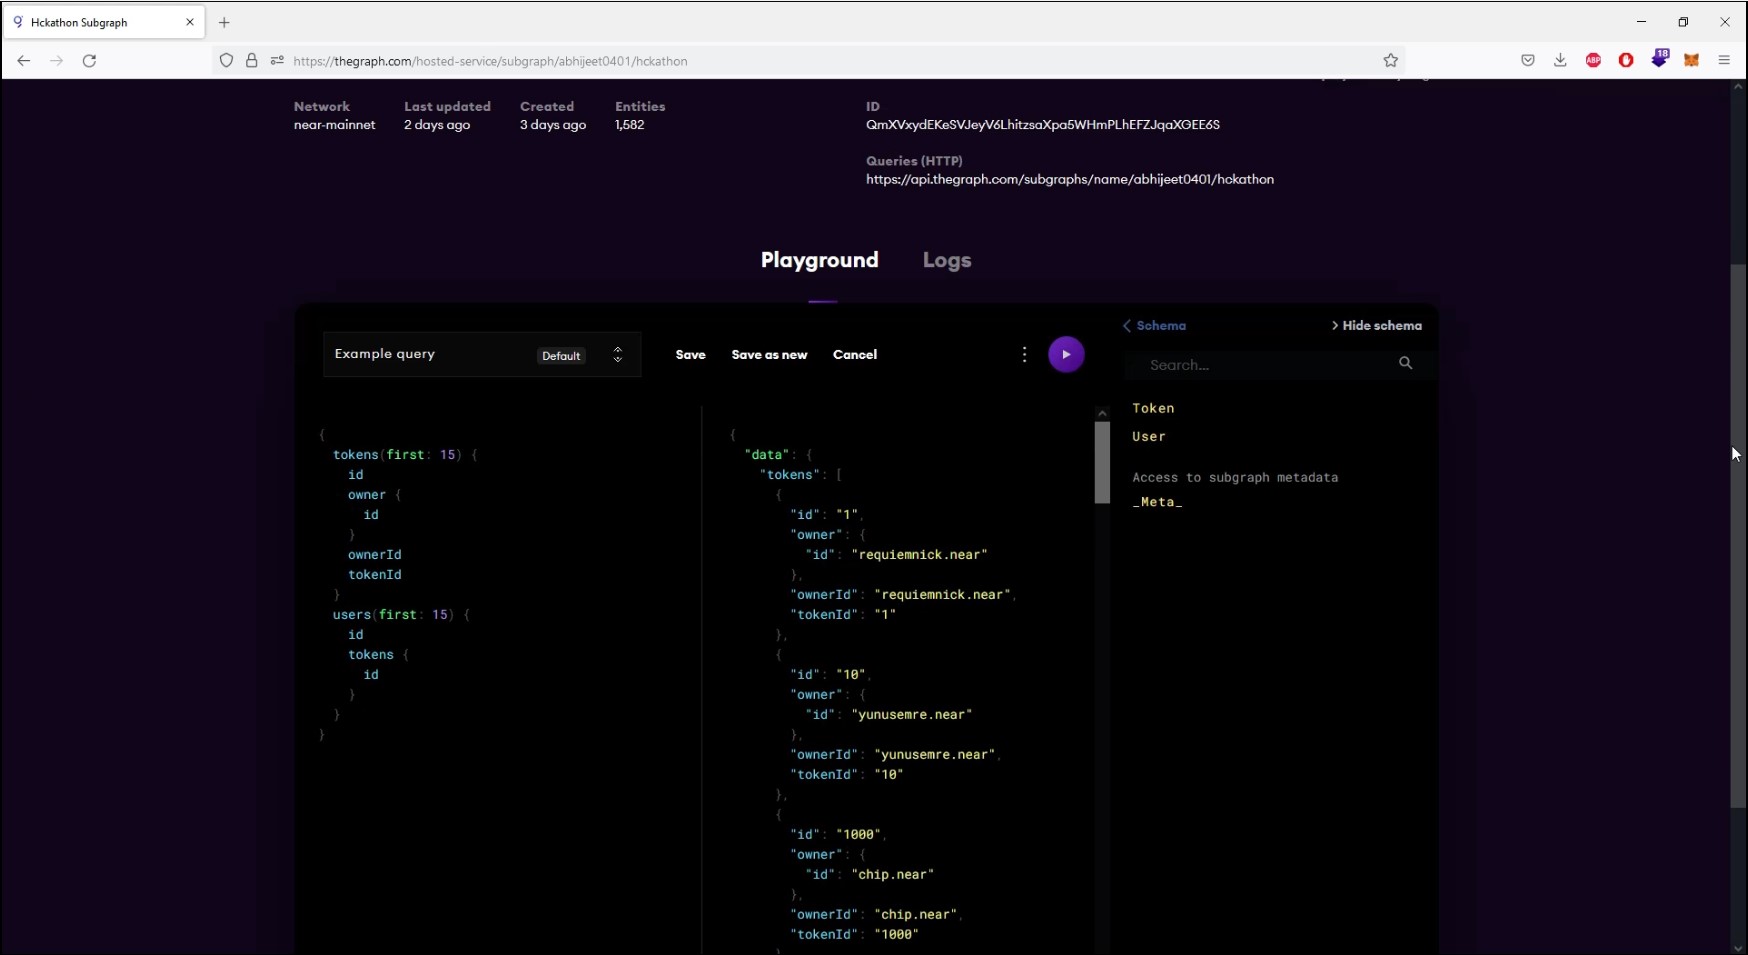 Hckathon Subgraph
https://thegraph.com/hosted-service/subgraph/abhijeet0401/hckathon
ABP
18
Network
near-mainnet
Last updated
2 days ago
Created
3 days ago
Entities
1,582
ID
QmXVxydEKeSVJeyV6LhitzsaXpa5WHmPLhEFZJqaXGEE6S
Queries (HTTP)
https://api.thegraph.com/subgraphs/name/abhijeet0401/hckathon
Playground
Logs
Example query
Default
Save
Save as new
Cancel
Schema
Hide schema
Search...
Token
User
Access to subgraph metadata
_Meta_
{
tokens(first: 15) {
id
owner {
id
}
ownerId
tokenId
}
users(first: 15) {
id
tokens {
id
}
}
}
{
"data": {
"tokens": [
{
"id": "1",
"owner": {
"id": "requiemnick.near"
},
"ownerId": "requiemnick.near",
"tokenId": "1"
},
{
"id": "10",
"owner": {
"id": "yunusemre.near"
},
"ownerId": "yunusemre.near",
"tokenId": "10"
},
{
"id": "1000",
"owner": {
"id": "chip.near"
},
"ownerId": "chip.near",
"tokenId": "1000"